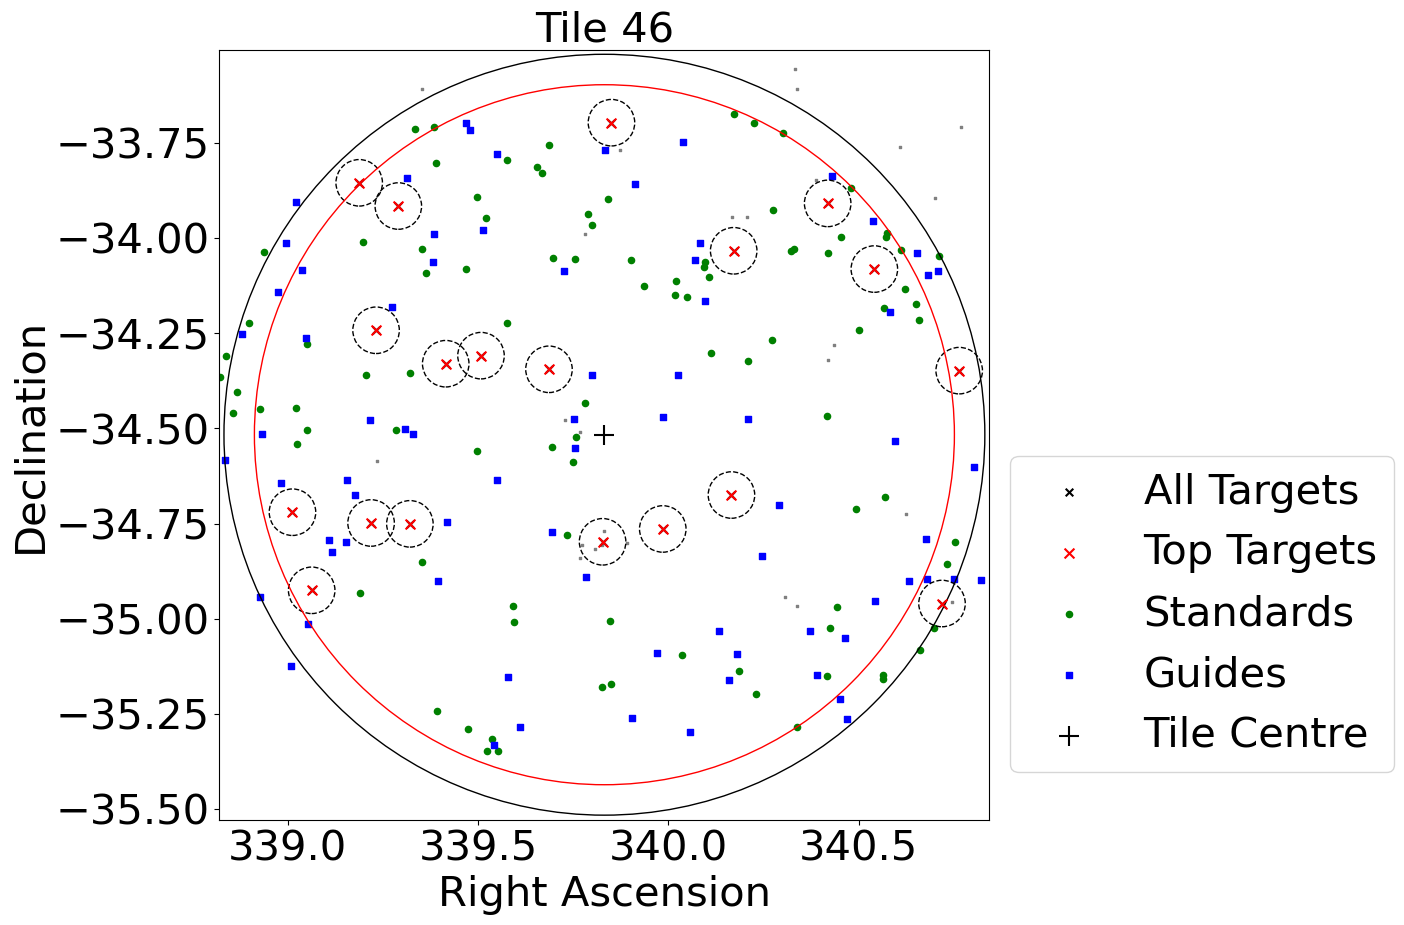 Tile 46
Declination
−33.75
−34.00
−34.25
−34.50
−34.75
−35.00
−35.25
−35.50
339.0 339.5 340.0 340.5
Right Ascension
All Targets
Top Targets
Standards
Guides
Tile Centre